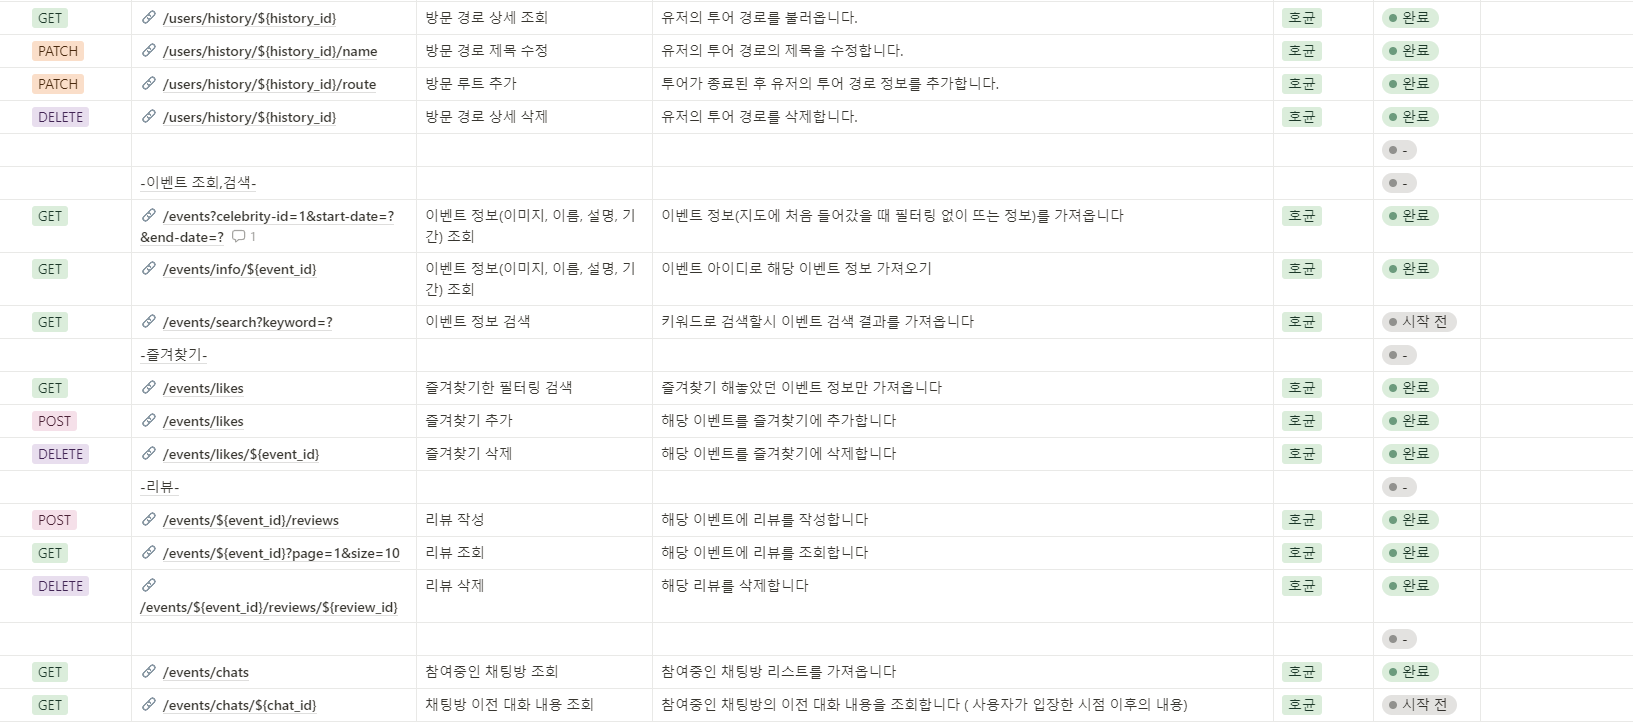 GET /users/history/${history_id} 방문 경로 상세 조회 유저의 투어 경로를 불러옵니다. 호균 완료
PATCH /users/history/${history_id}/name 방문 경로 제목 수정 유저의 투어 경로의 제목을 수정합니다. 호균 완료
PATCH /users/history/${history_id}/route 방문 루트 추가 투어가 종료된 후 유저의 투어 경로 정보를 추가합니다. 호균 완료
DELETE /users/history/${history_id} 방문 경로 상세 삭제 유저의 투어 경로를 삭제합니다. 호균 완료
-
-이벤트 조회,검색- -
GET /events?celebrity-id=1&start-date=? 이벤트 정보(이미지, 이름, 설명, 기 이벤트 정보(지도에 처음 들어갔을 때 필터링 없이 뜨는 정보)를 가져옵니다 호균 완료
&end-date=? 1 간) 조회
GET /events/info/${event_id} 이벤트 정보(이미지, 이름, 설명, 기 이벤트 아이디로 해당 이벤트 정보 가져오기 호균 완료
간) 조회
GET /events/search?keyword=? 이벤트 정보 검색 키워드로 검색할시 이벤트 검색 결과를 가져옵니다 호균 시작 전
-즐겨찾기- -
GET /events/likes 즐겨찾기한 필터링 검색 즐겨찾기 해놓았던 이벤트 정보만 가져옵니다 호균 완료
POST /events/likes 즐겨찾기 추가 해당 이벤트를 즐겨찾기에 추가합니다 호균 완료
DELETE /events/likes/${event_id} 즐겨찾기 삭제 해당 이벤트를 즐겨찾기에 삭제합니다 호균 완료
-리뷰- -
POST /events/${event_id}/reviews 리뷰 작성 해당 이벤트에 리뷰를 작성합니다 호균 완료
GET /events/${event_id}?page=1&size=10 리뷰 조회 해당 이벤트에 리뷰를 조회합니다 호균 완료
DELETE 리뷰 삭제 해당 리뷰를 삭제합니다 호균 완료
/events/${event_id}/reviews/${review_id}
-
GET /events/chats 참여중인 채팅방 조회 참여중인 채팅방 리스트를 가져옵니다 호균 완료
GET /events/chats/${chat_id} 채팅방 이전 대화 내용 조회 참여중인 채팅방의 이전 대화 내용을 조회합니다 ( 사용자가 입장한 시점 이후의 내용) 호균 시작 전